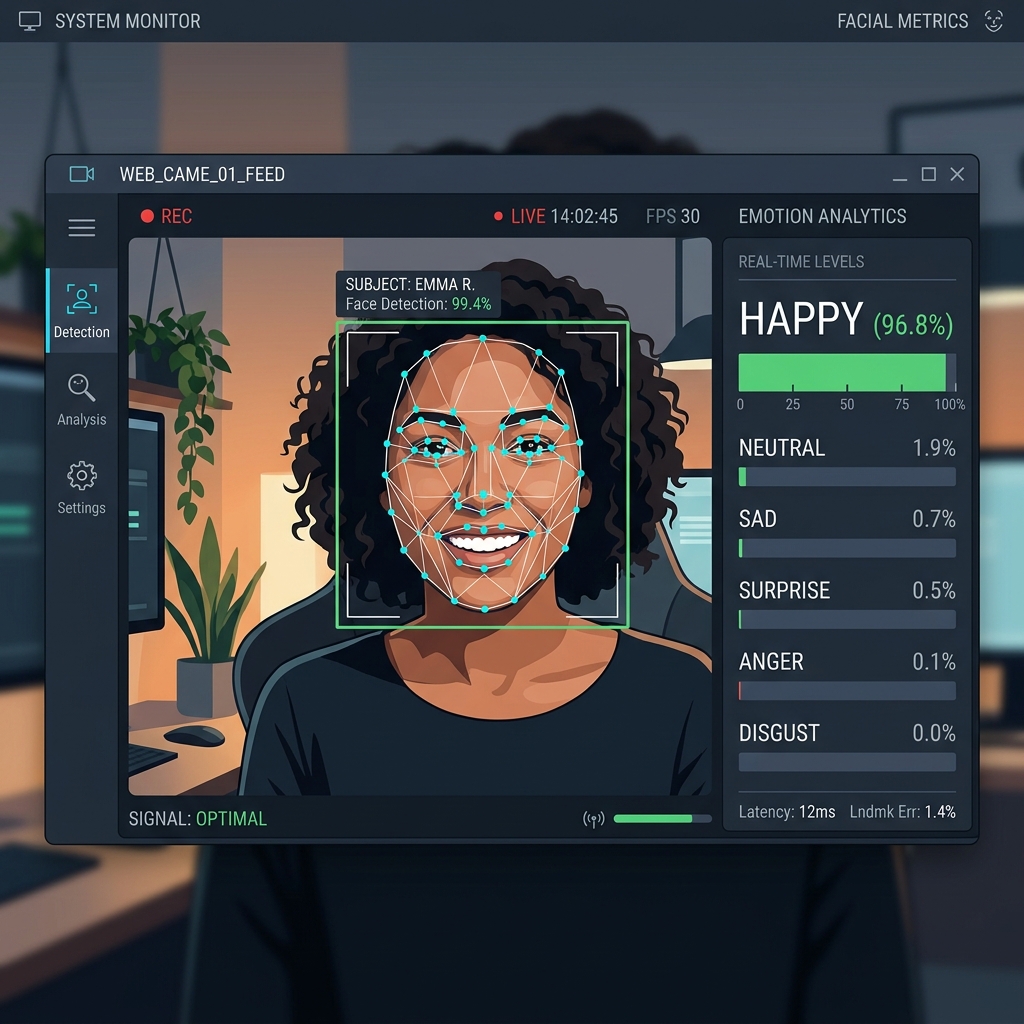 SYSTEM MONITOR
FACIAL METRICS
WEB_CAME_01_FEED
REC
LIVE 14:02:45
FPS 30
EMOTION ANALYTICS
Detection
Analysis
Settings
SUBJECT: EMMA R.
Face Detection: 99.4%
REAL-TIME LEVELS
HAPPY (96.8%)
0 25 50 75 100%
NEUTRAL 1.9%
SAD 0.7%
SURPRISE 0.5%
ANGER 0.1%
DISGUST 0.0%
Latency: 12ms Lndmk Err: 1.4%
SIGNAL: OPTIMAL